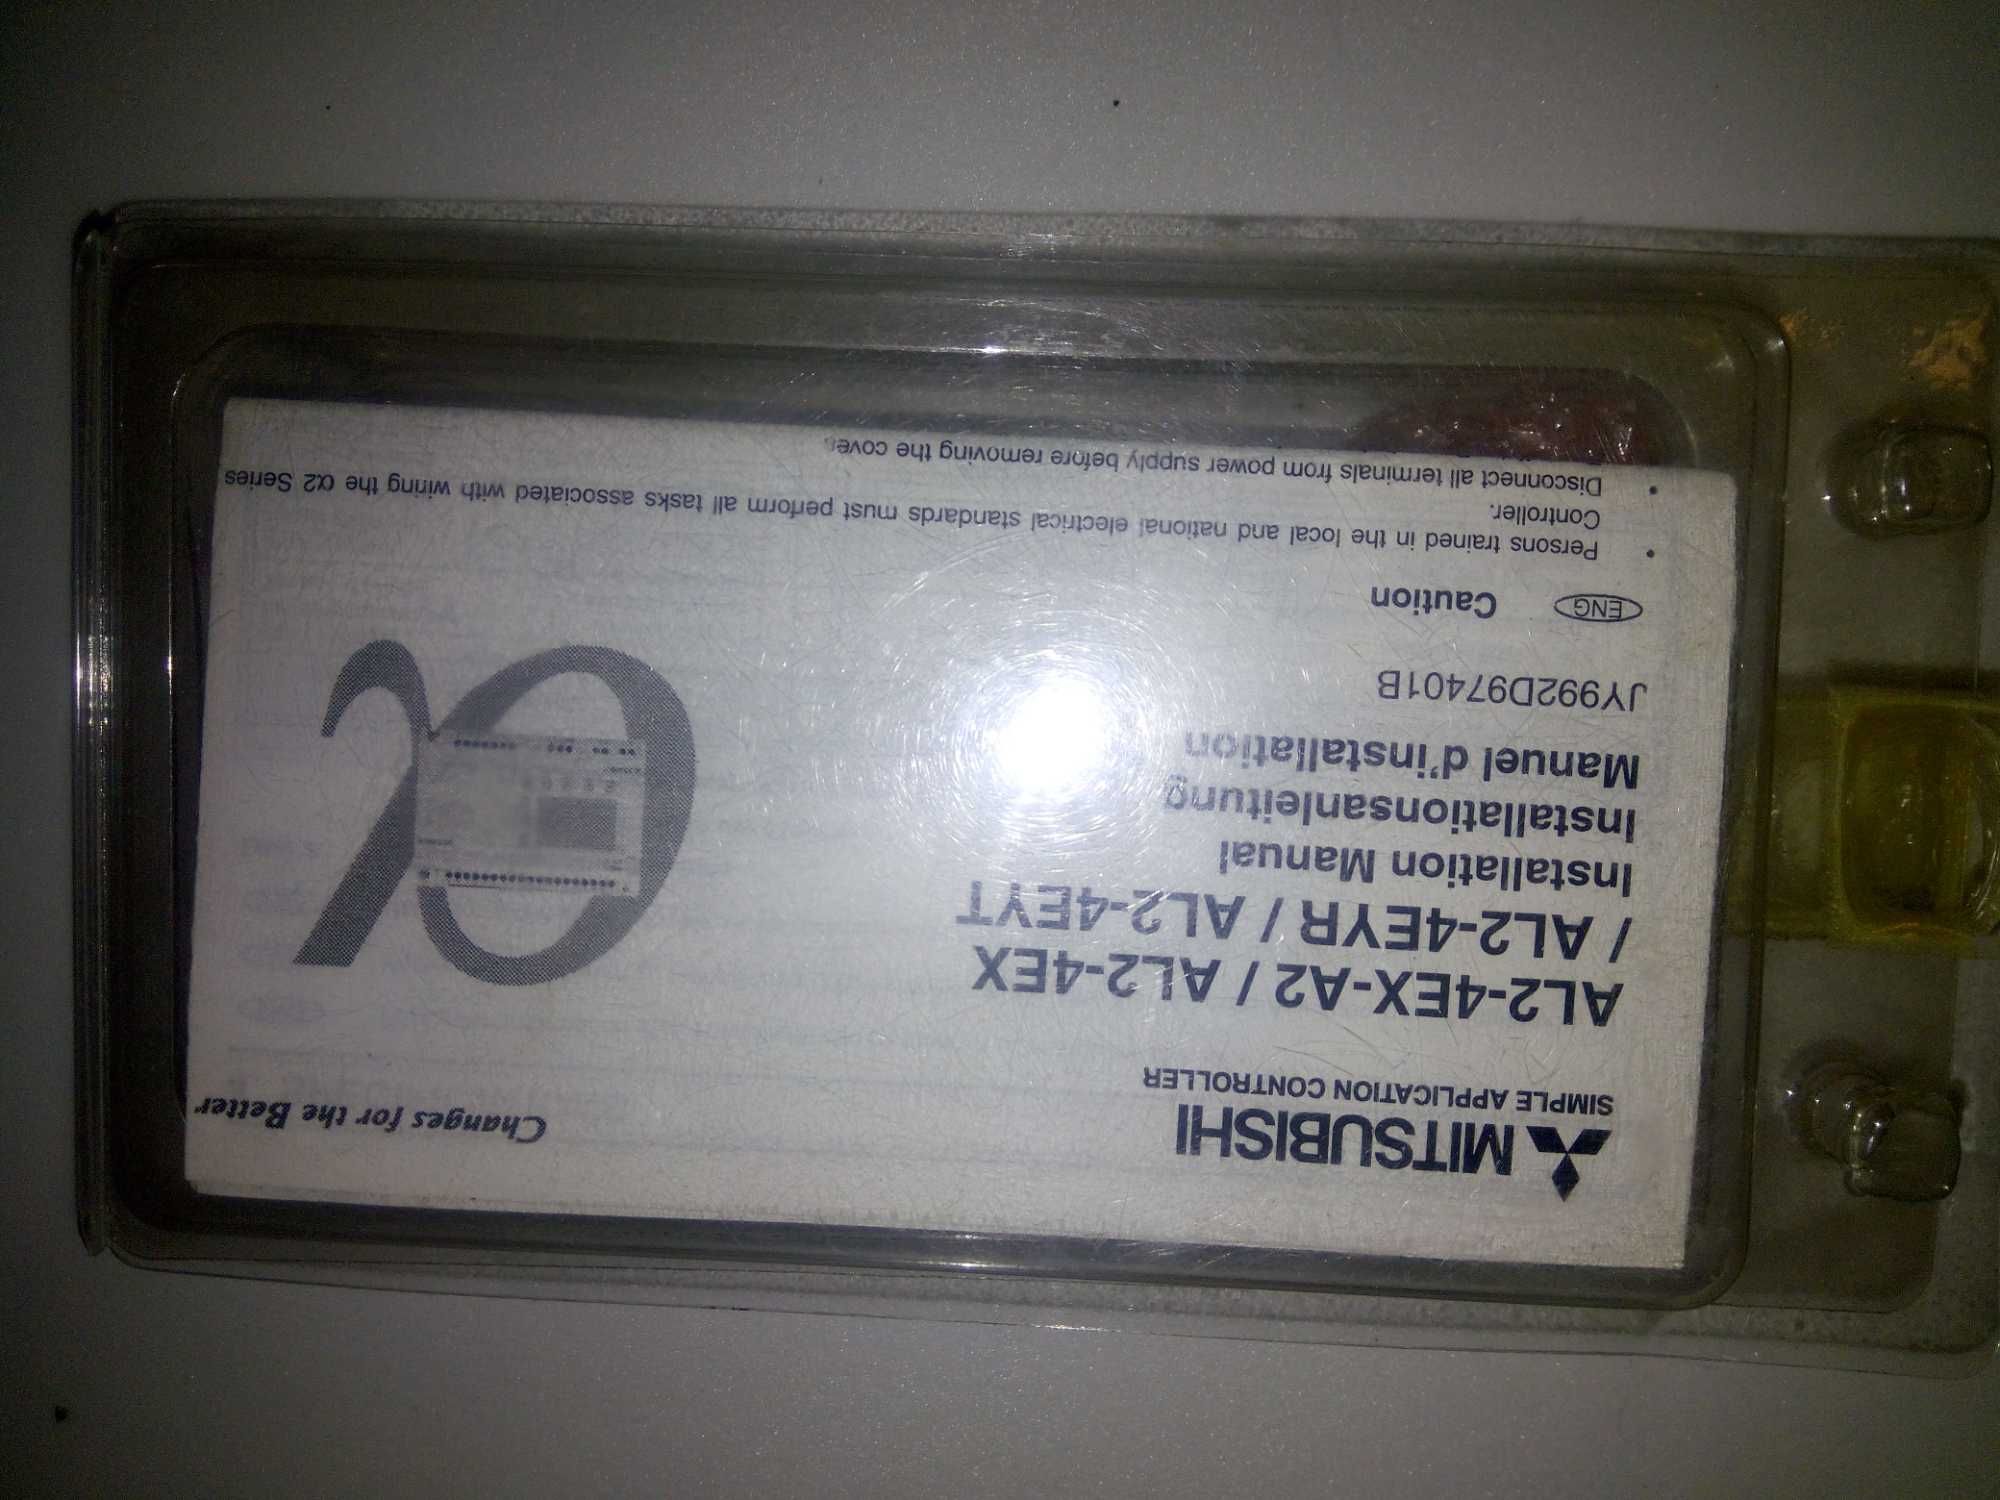 MITSUBISHI
Changes for the Better
SIMPLE APPLICATION CONTROLLER
AL2-4EX-A2 / AL2-4EX
/ AL2-4EYR / AL2-4EYT
Installation Manual
Installationsanleitung
Manuel d'installation
JY992D97401B
ENG Caution
• Persons trained in the local and national electrical standards must perform all tasks associated with wiring the α2 Series
Controller.
• Disconnect all terminals from power supply before removing the cover.